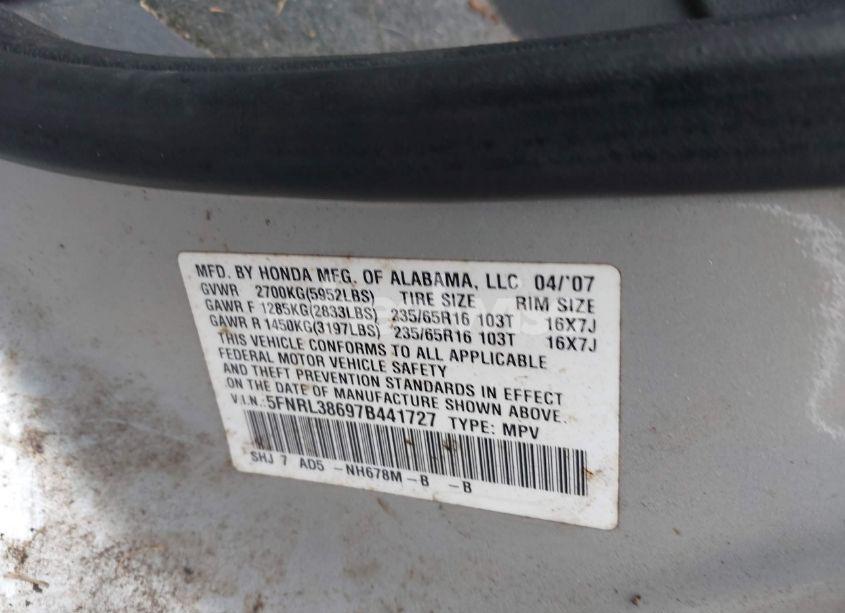 MFD. BY HONDA MFG. OF ALABAMA, LLC 04/'07
GVWR 2700KG(5952LBS) TIRE SIZE RIM SIZE
GAWR F 1285KG(2833LBS) 235/65R16 103T 16X7J
GAWR R 1450KG(3197LBS) 235/65R16 103T 16X7J
THIS VEHICLE CONFORMS TO ALL APPLICABLE
FEDERAL MOTOR VEHICLE SAFETY
AND THEFT PREVENTION STANDARDS IN EFFECT
ON THE DATE OF MANUFACTURE SHOWN ABOVE.
V.I.N.: 5FNRL38697B441727 TYPE: MPV
SHJ 7 AD5 -NH678M -B -B